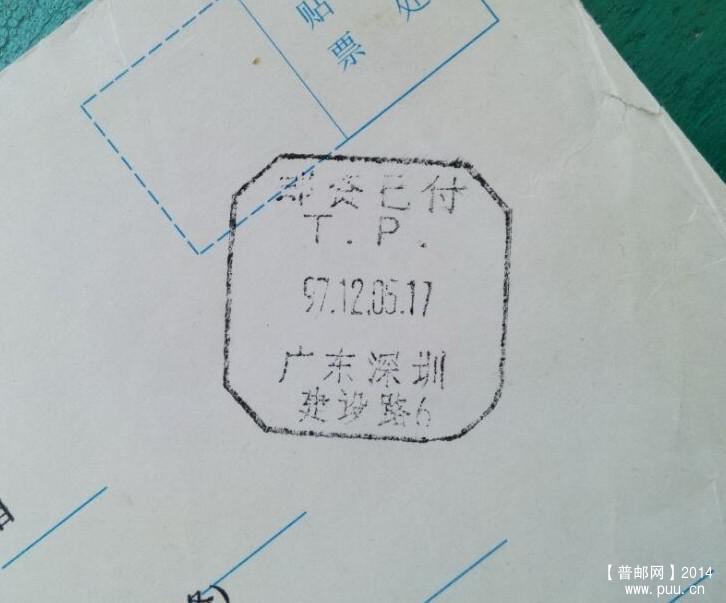 贴
票处
邮资已付
T.P.
97.12.05.17
广东深圳
建设路6
【普邮网】2014
www.puu.cn